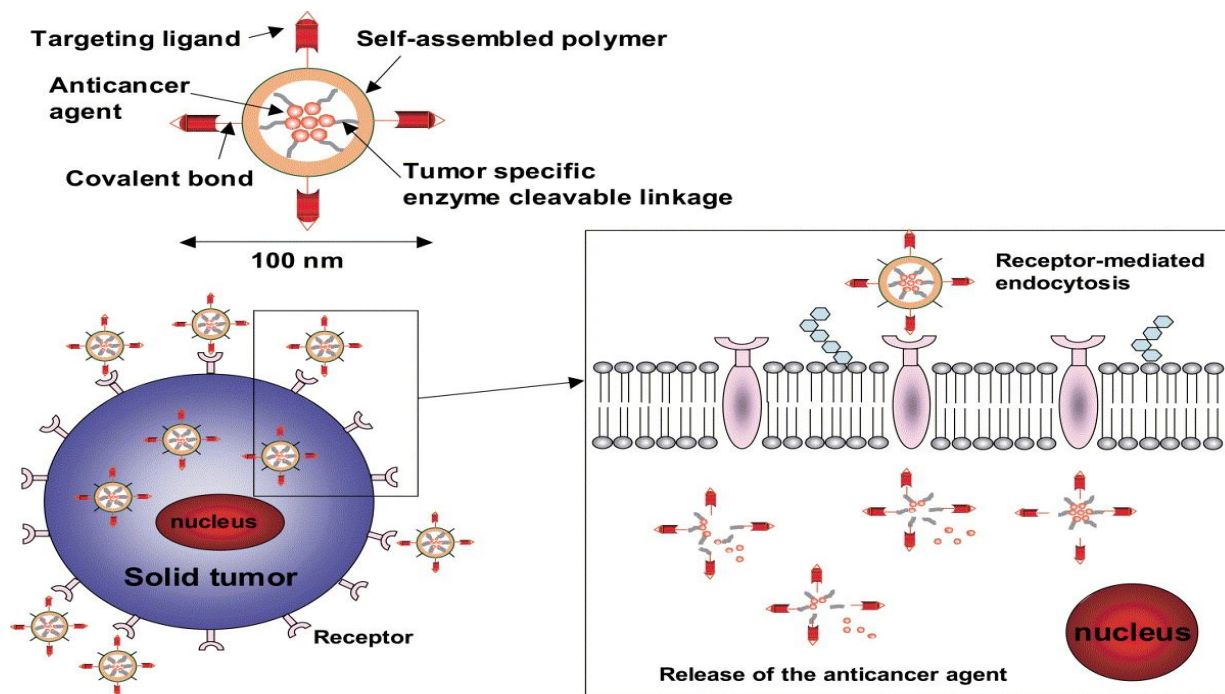 Targeting ligand
Self-assembled polymer
Anticancer
agent
Covalent bond
Tumor specific
enzyme cleavable linkage
100 nm
Receptor-mediated
endocytosis
nucleus
Solid tumor
Receptor
nucleus
Release of the anticancer agent